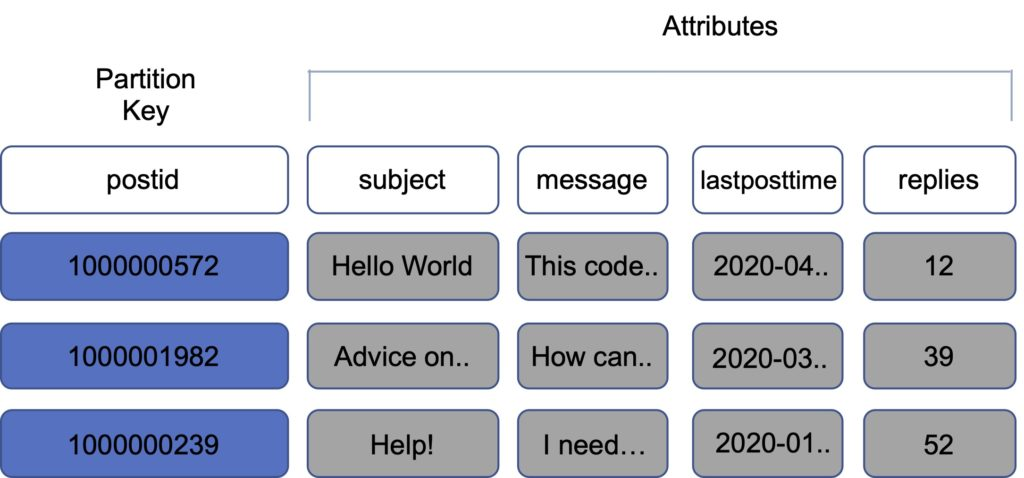 Attributes
Partition
Key
postid subject message lastposttime replies
1000000572 Hello World This code.. 2020-04.. 12
1000001982 Advice on.. How can.. 2020-03.. 39
1000000239 Help! I need… 2020-01.. 52